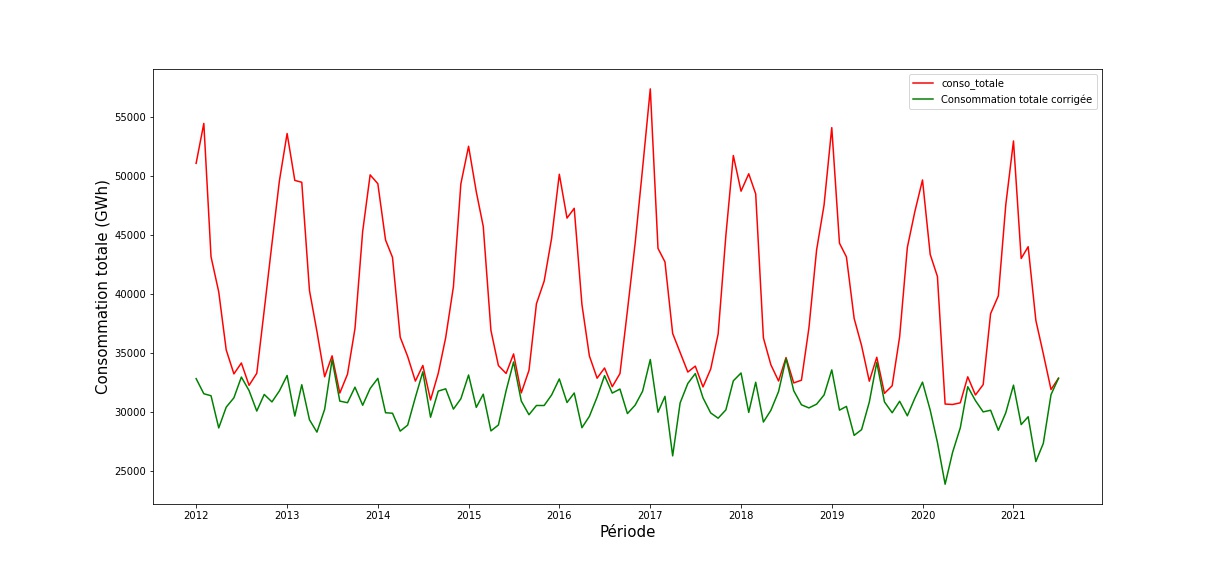 conso_totale
Consommation totale corrigée
Consommation totale (GWh)
55000
50000
45000
40000
35000
30000
25000
2012 2013 2014 2015 2016 2017 2018 2019 2020 2021
Période